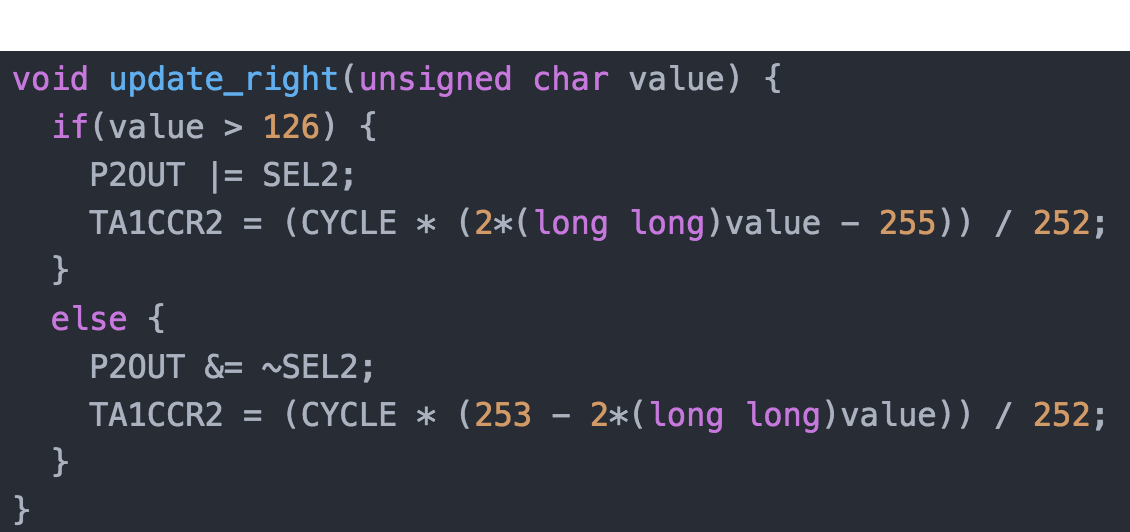 void update_right(unsigned char value) {
  if(value > 126) {
    P2OUT |= SEL2;
    TA1CCR2 = (CYCLE * (2*(long long)value - 255)) / 252;
  }
  else {
    P2OUT &= ~SEL2;
    TA1CCR2 = (CYCLE * (253 - 2*(long long)value)) / 252;
  }
}